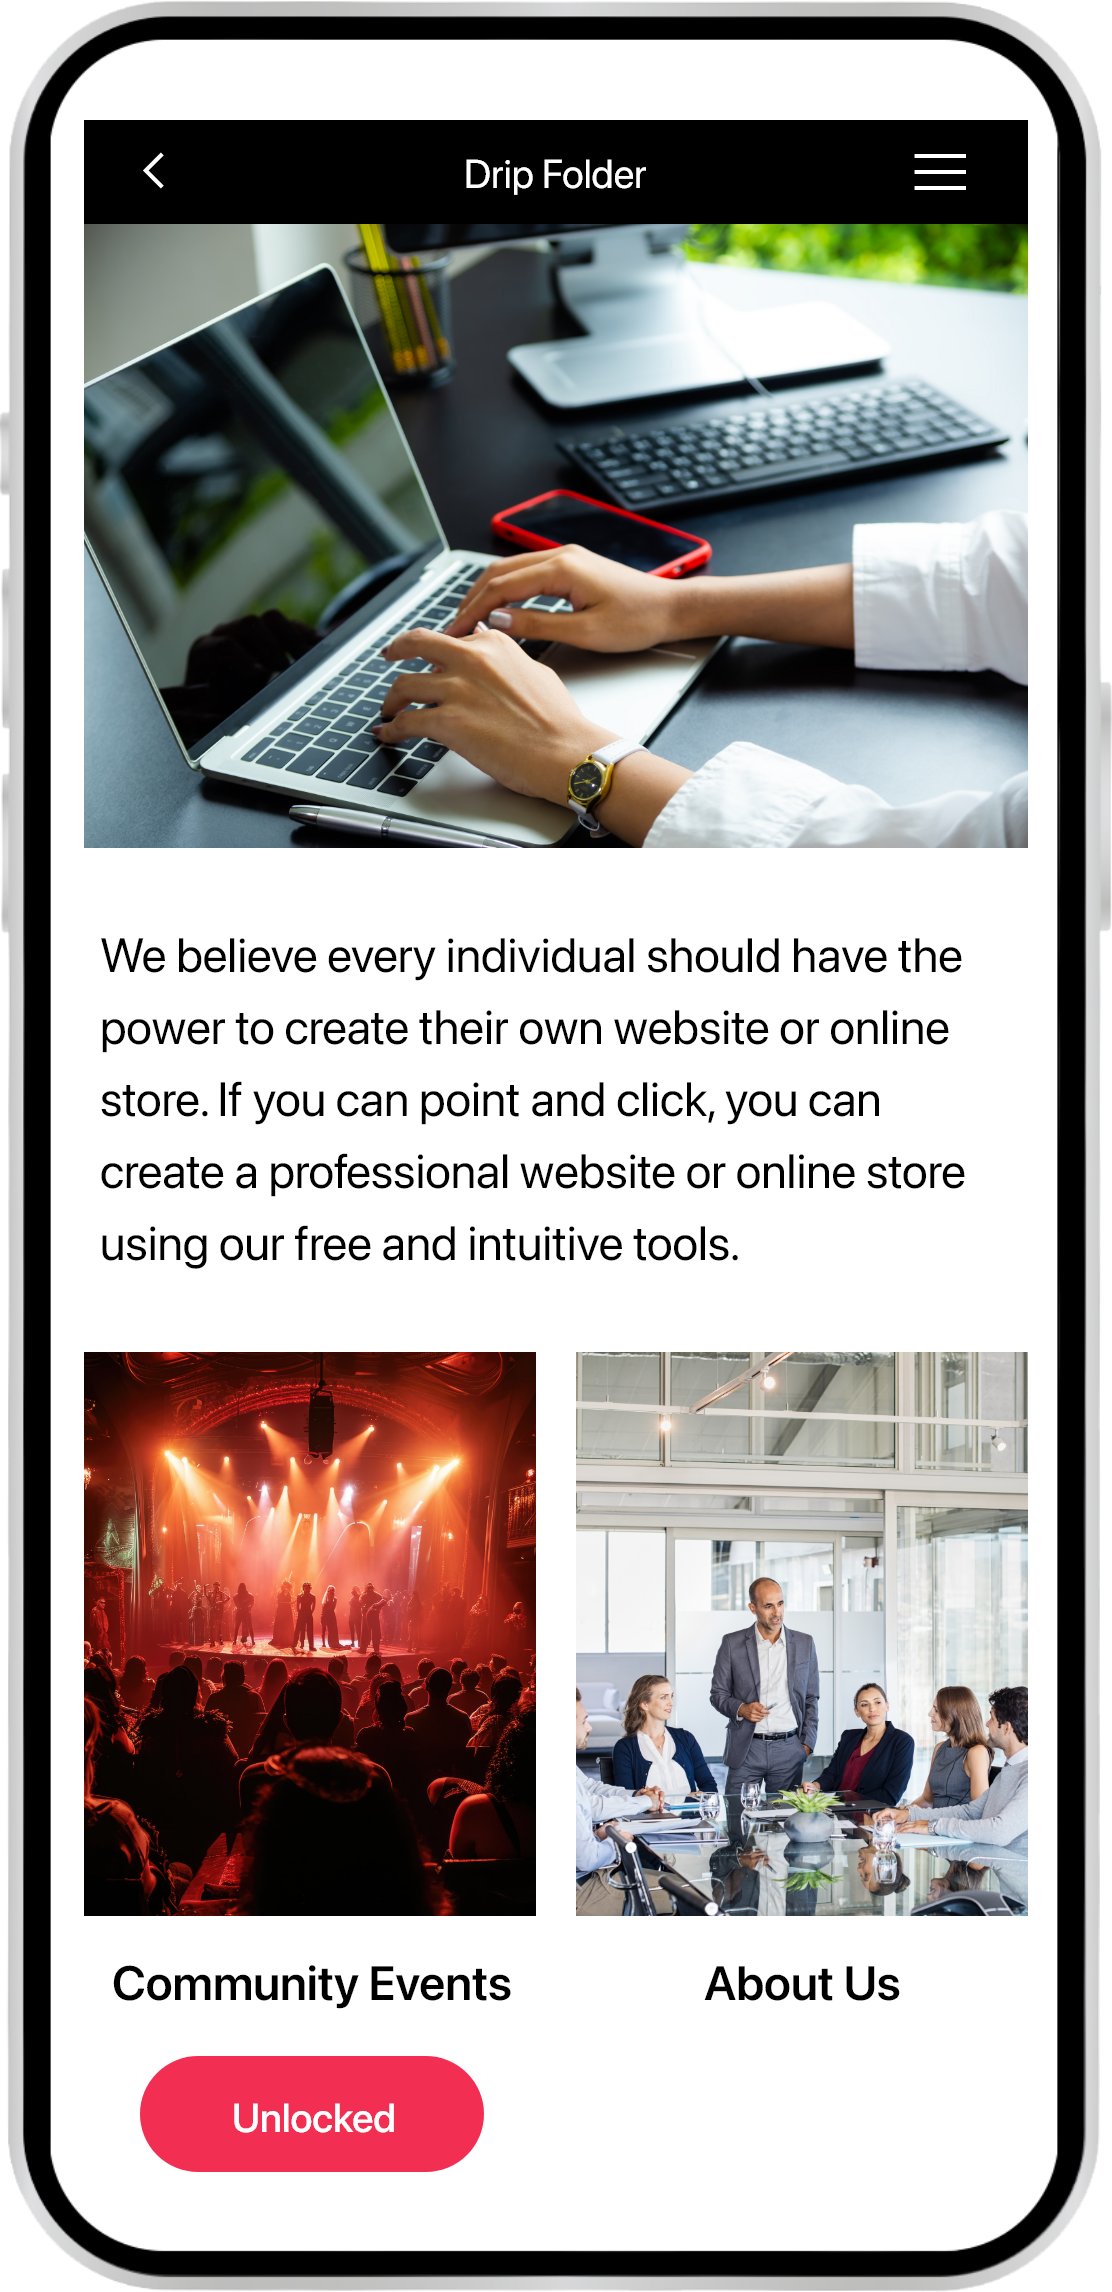 Drip Folder
We believe every individual should have the
power to create their own website or online
store. If you can point and click, you can
create a professional website or online store
using our free and intuitive tools.
Community Events
About Us
Unlocked